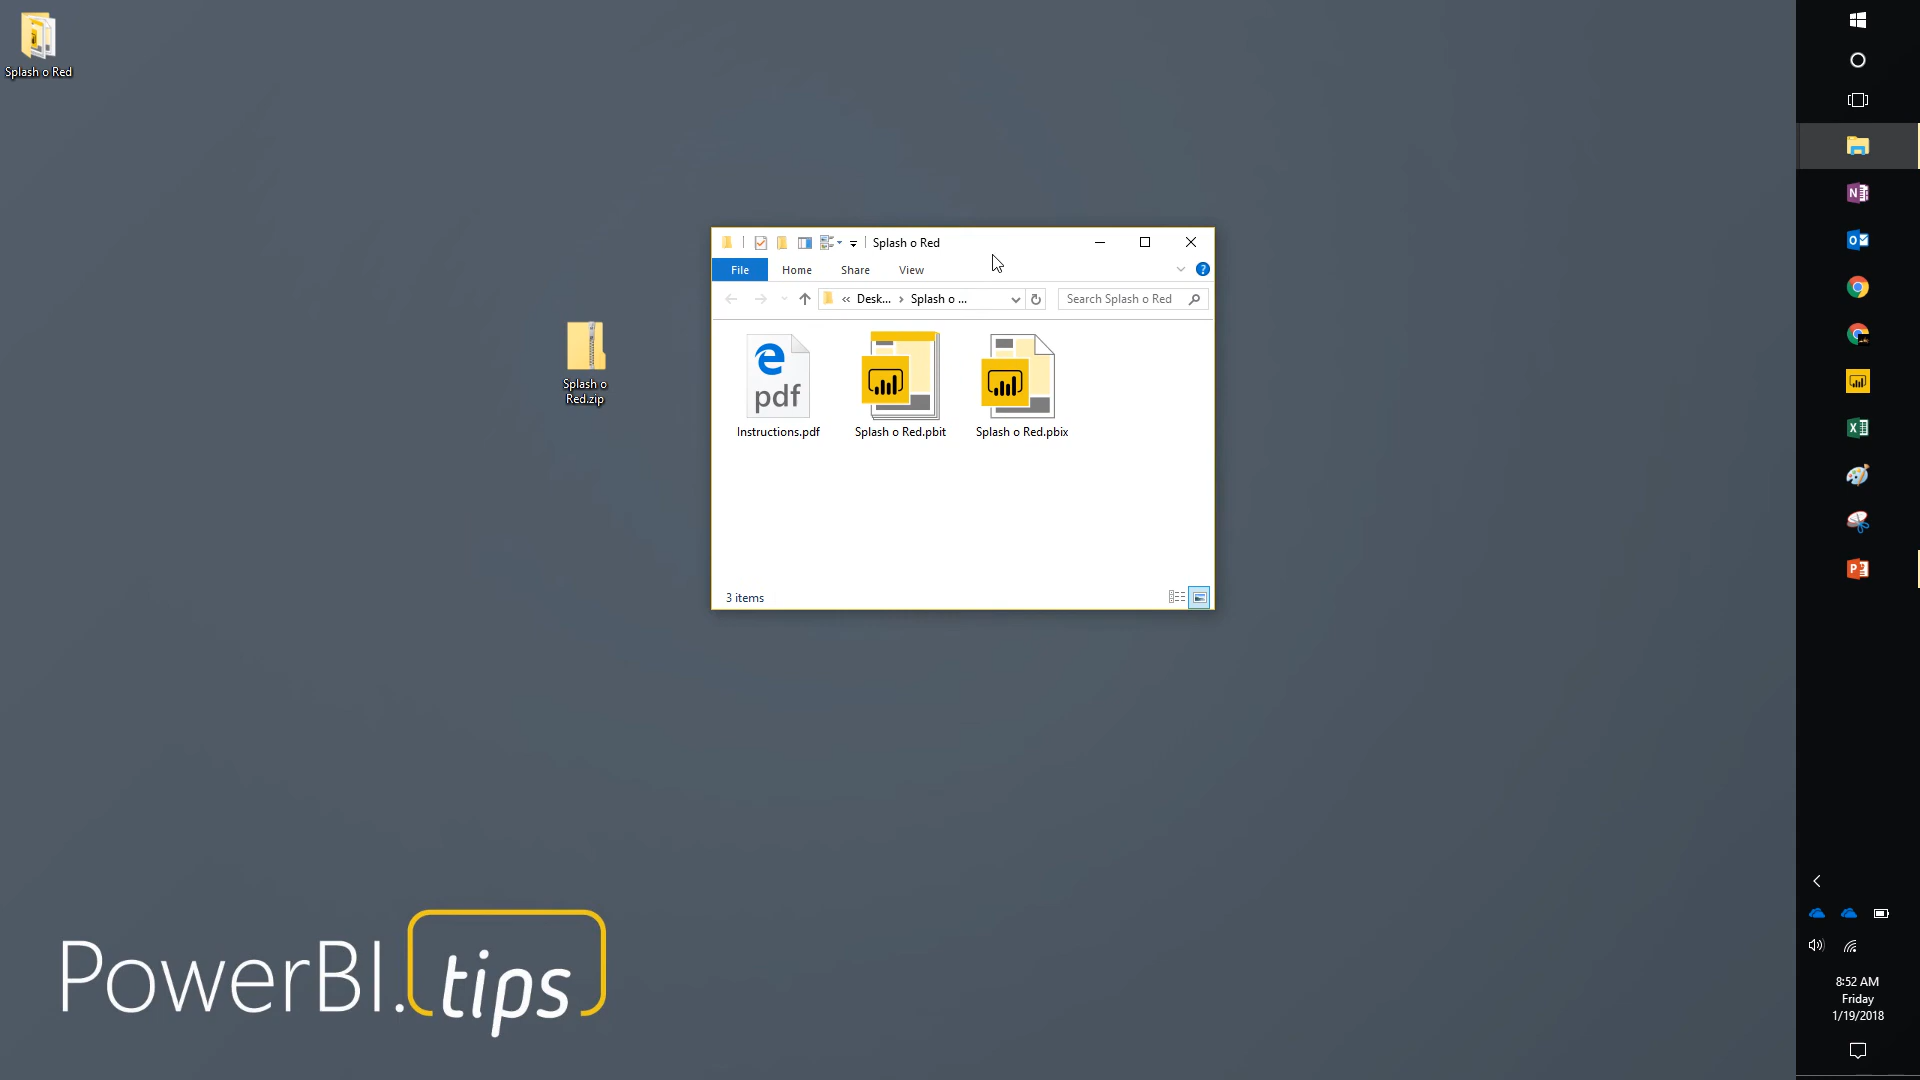 Splash o Red
Splash o
Red.zip
Splash o Red
File
Home
Share
View
?
« Desk... › Splash o ...
Search Splash o Red
pdf
Instructions.pdf
Splash o Red.pbit
Splash o Red.pbix
3 items
PowerBI.tips
8:52 AM
Friday
1/19/2018